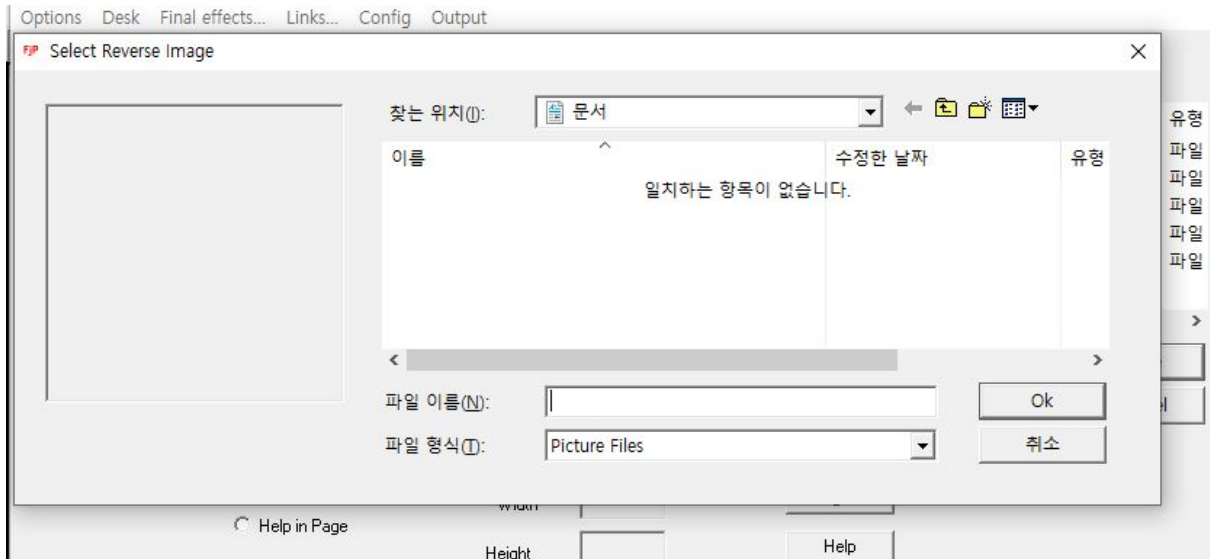 Options Desk Final effects... Links... Config Output
FJP Select Reverse Image
찾는 위치(I): 문서
이름 수정한 날짜 유형
일치하는 항목이 없습니다.
파일 이름(N): Ok
파일 형식(T): Picture Files 취소
유형
파일
파일
파일
파일
파일
Help in Page
Width
Height
Help